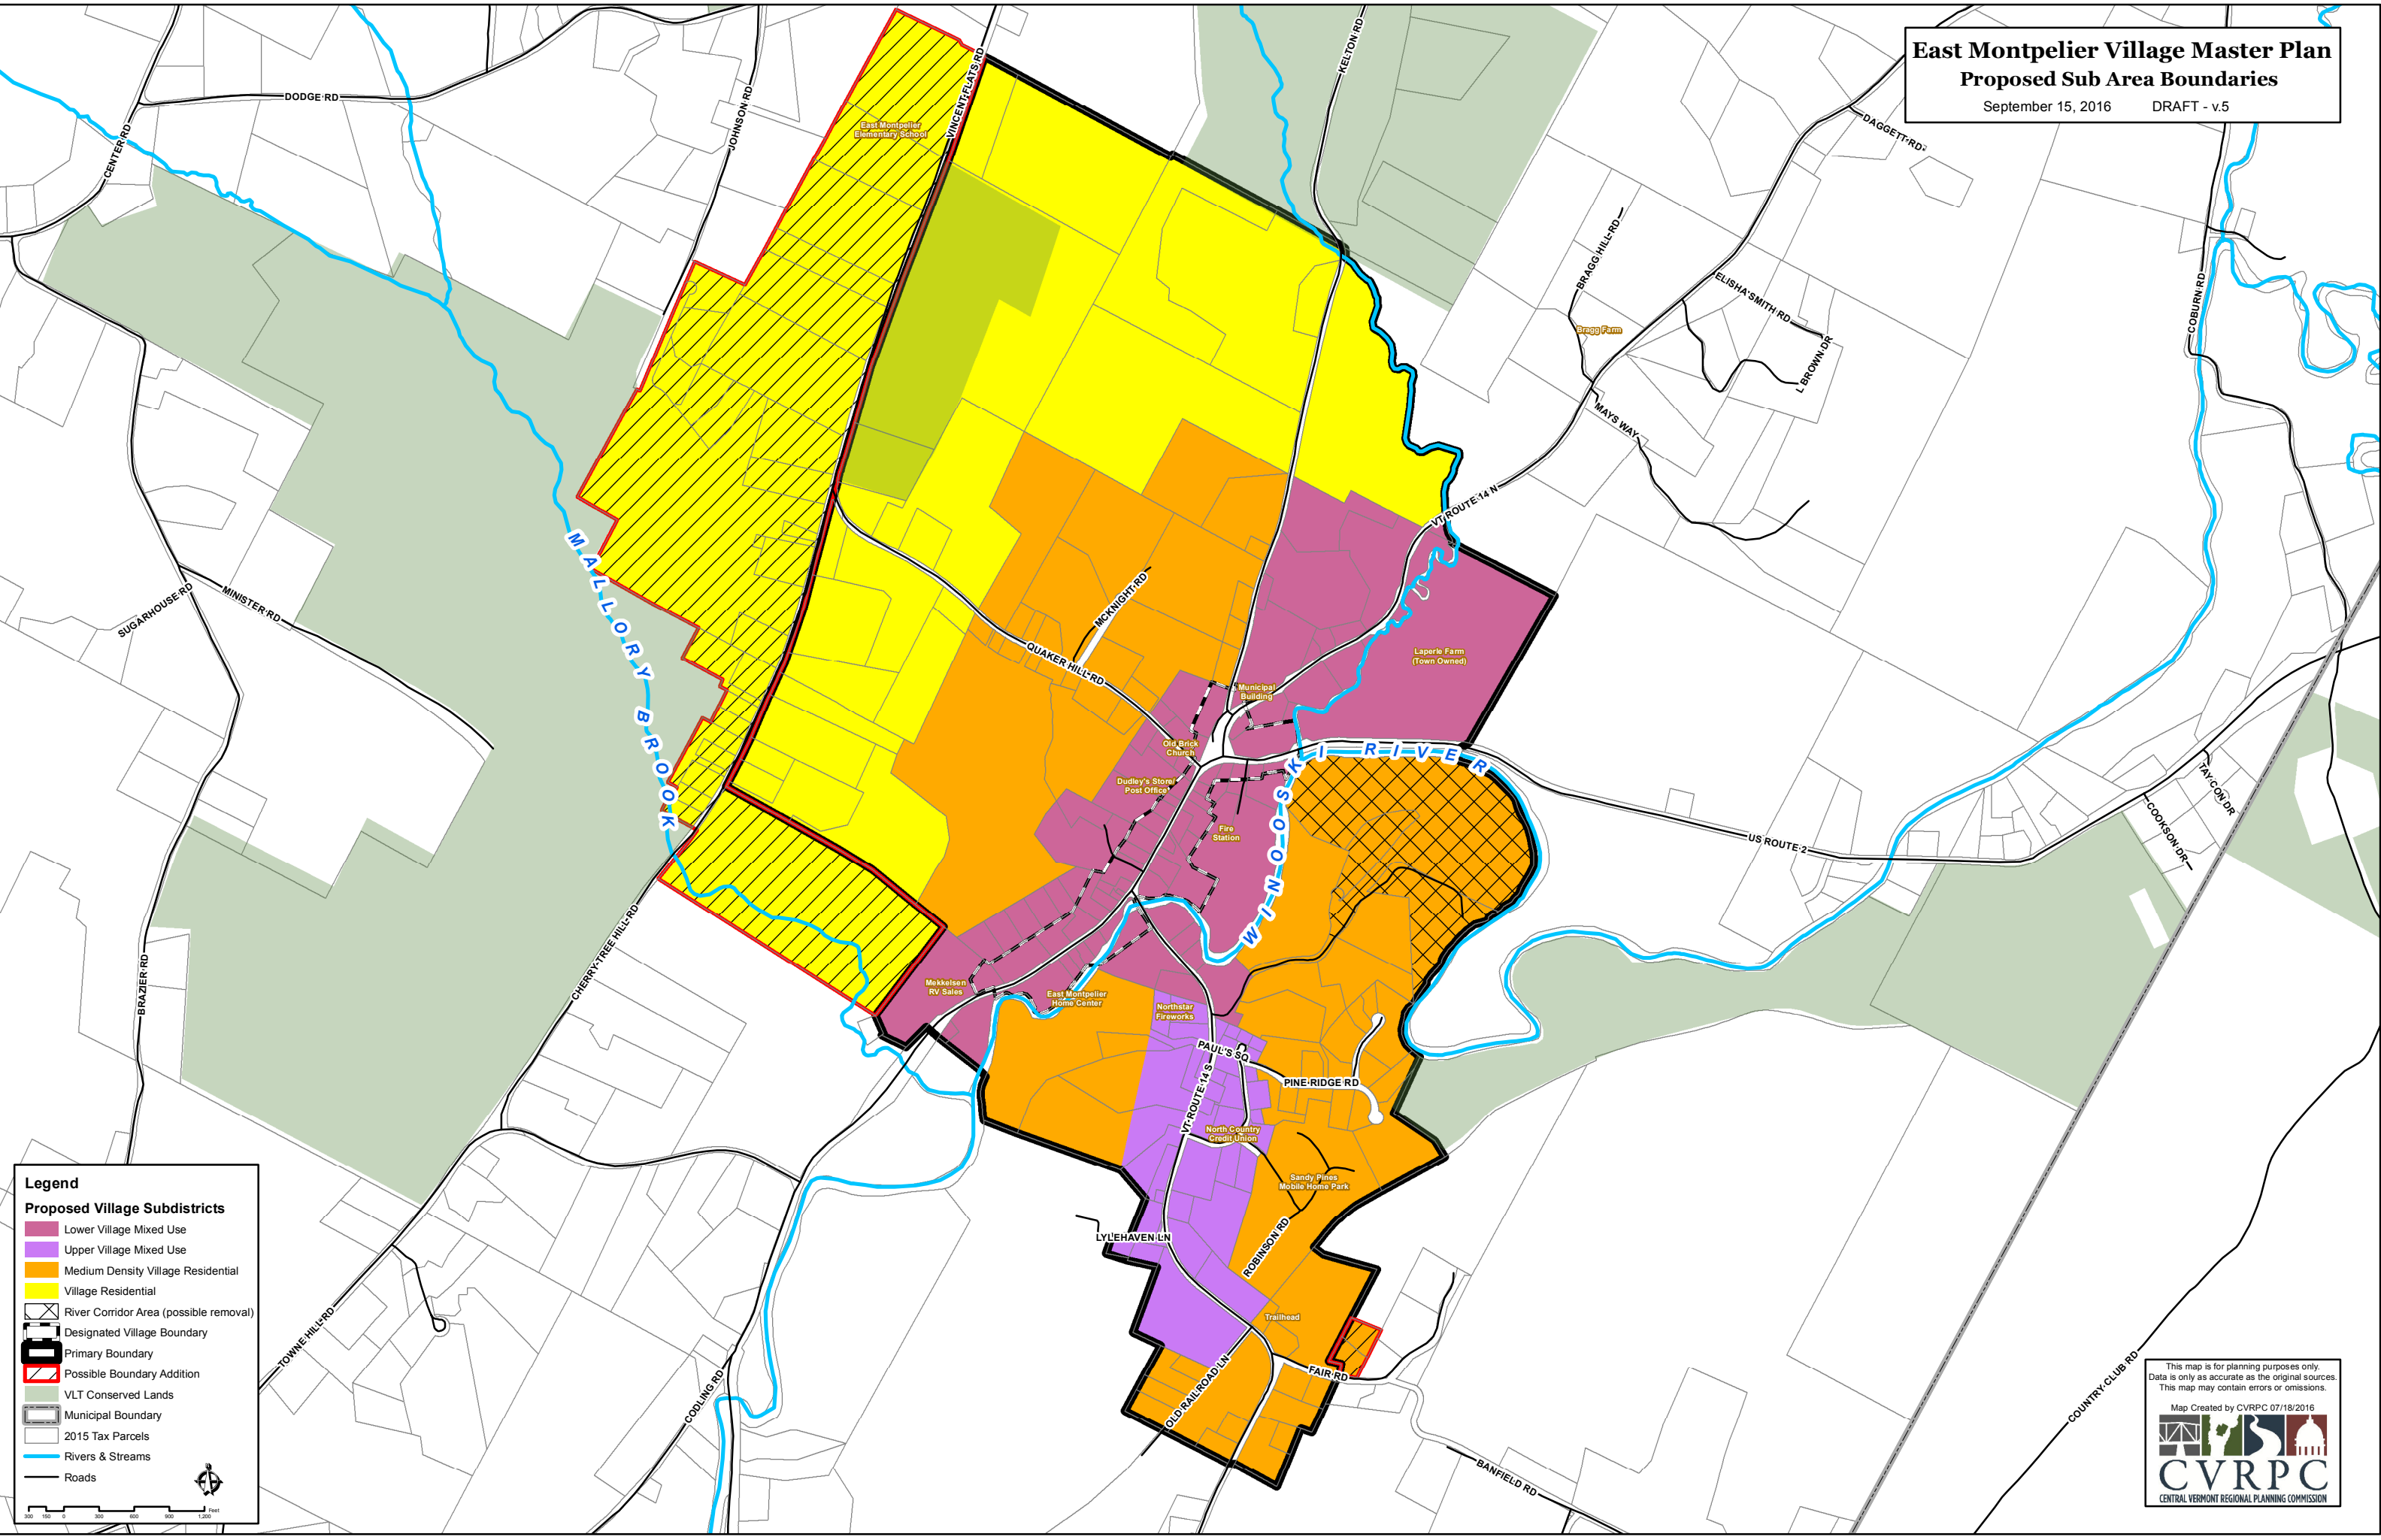 East Montpelier Village Master Plan
Proposed Sub Area Boundaries
September 15, 2016 DRAFT - v.5
DODGE RD
CENTER RD
JOHNSON RD
VINCENT FLATS RD
KELTON RD
DAGGETT RD
East Montpelier
Elementary School
BRAGG HILL RD
Bragg Farm
ELISHA SMITH RD
L BROWN DR
COBURN RD
MAYS WAY
VT ROUTE 14 N
MALLORY BROOK
SUGARHOUSE RD
MINISTER RD
MCKNIGHT RD
QUAKER HILL RD
Laperle Farm
(Town Owned)
Municipal
Building
Old Brick
Church
Dudley's Store/
Post Office
Fire
Station
WINOOSKI RIVER
US ROUTE 2
TAYCON DR
COOKSON DR
CHERRY TREE HILL RD
BRAZIER RD
Mekkelsen
RV Sales
East Montpelier
Home Center
Northstar
Fireworks
PAUL'S SQ
PINE RIDGE RD
VT ROUTE 14 S
North Country
Credit Union
Sandy Pines
Mobile Home Park
ROBINSON RD
LYLEHAVEN LN
Trailhead
FAIR RD
OLD RAILROAD LN
TOWNE HILL RD
CODLING RD
BANFIELD RD
COUNTRY CLUB RD
Legend
Proposed Village Subdistricts
Lower Village Mixed Use
Upper Village Mixed Use
Medium Density Village Residential
Village Residential
River Corridor Area (possible removal)
Designated Village Boundary
Primary Boundary
Possible Boundary Addition
VLT Conserved Lands
Municipal Boundary
2015 Tax Parcels
Rivers & Streams
Roads
Feet
300 150 0 300 600 900 1,200
This map is for planning purposes only.
Data is only as accurate as the original sources.
This map may contain errors or omissions.
Map Created by CVRPC 07/18/2016
CVRPC
CENTRAL VERMONT REGIONAL PLANNING COMMISSION